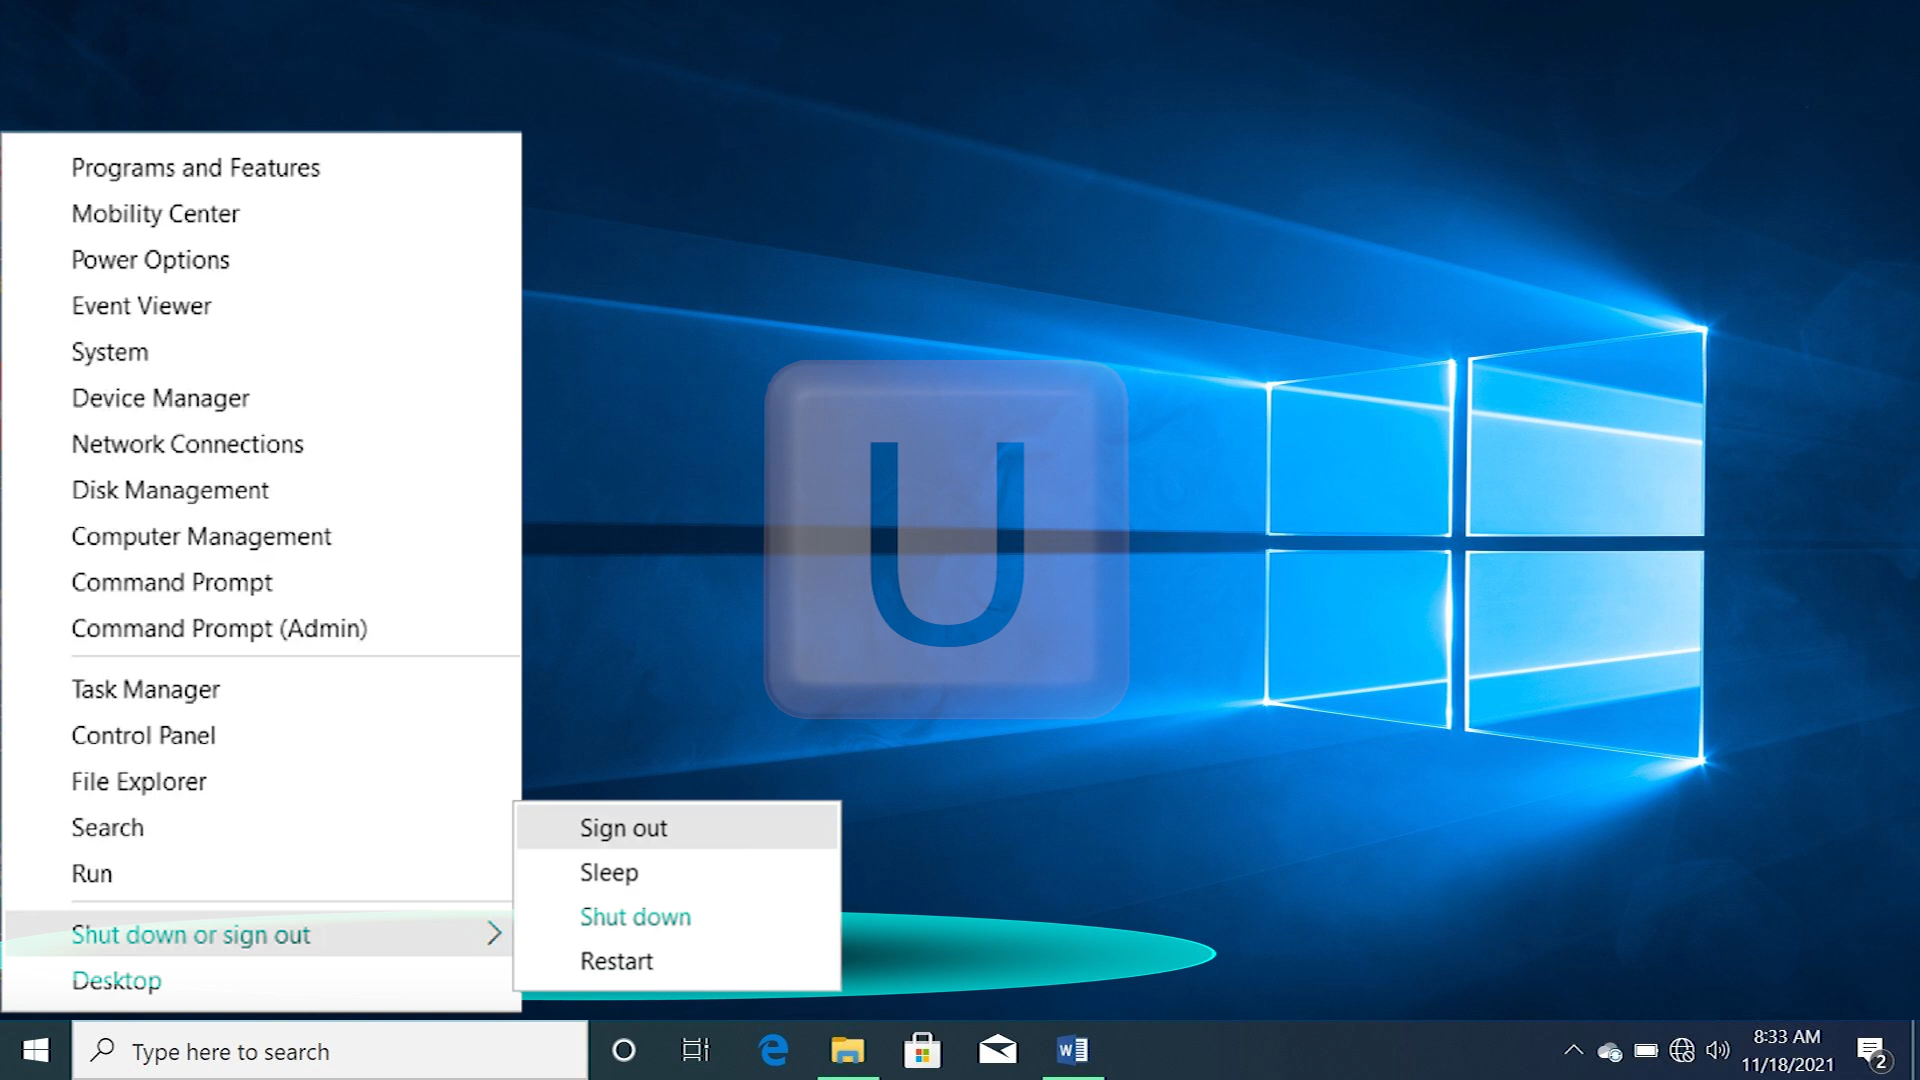 Programs and Features
Mobility Center
Power Options
Event Viewer
System
Device Manager
Network Connections
Disk Management
Computer Management
Command Prompt
Command Prompt (Admin)
Task Manager
Control Panel
File Explorer
Search
Run
Shut down or sign out
Desktop
Sign out
Sleep
Shut down
Restart
U
Type here to search
W
8:33 AM
11/18/2021
2